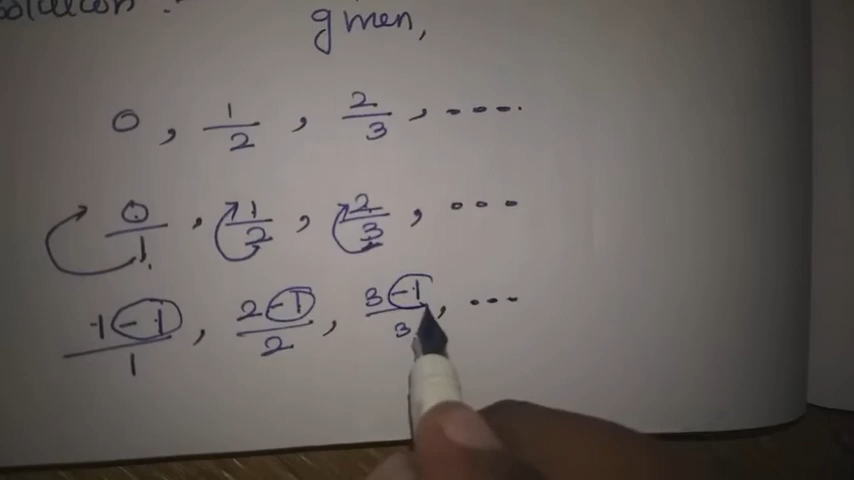 solution :
given,
0, 1/2, 2/3, ....
0/1, 1/2, 2/3, ...
1-1/1, 2-1/2, 3-1/3, ...